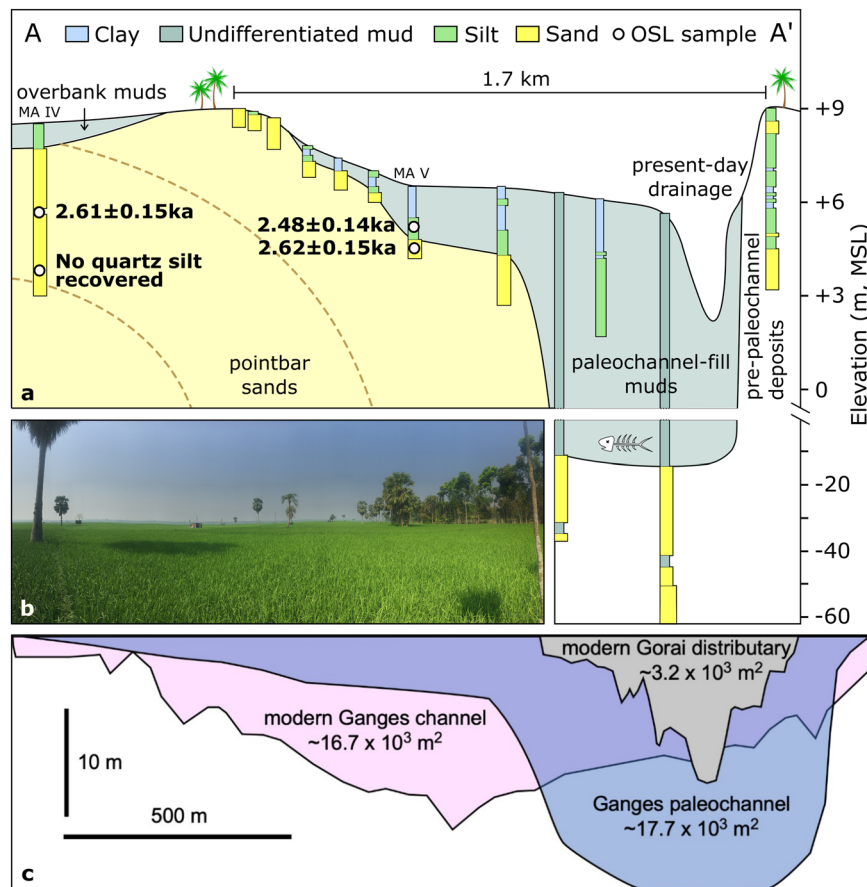 A
Clay
Undifferentiated mud
Silt
Sand
OSL sample
A'
1.7 km
overbank muds
MA IV
+9
MA V
present-day
drainage
+6
2.61±0.15ka
2.48±0.14ka
2.62±0.15ka
No quartz silt
recovered
+3
pointbar
sands
paleochannel-fill
muds
pre-paleochannel
deposits
0
Elevation (m, MSL)
a
-20
-40
-60
b
modern Gorai distributary
~3.2 x 10³ m²
modern Ganges channel
~16.7 x 10³ m²
10 m
500 m
Ganges paleochannel
~17.7 x 10³ m²
c